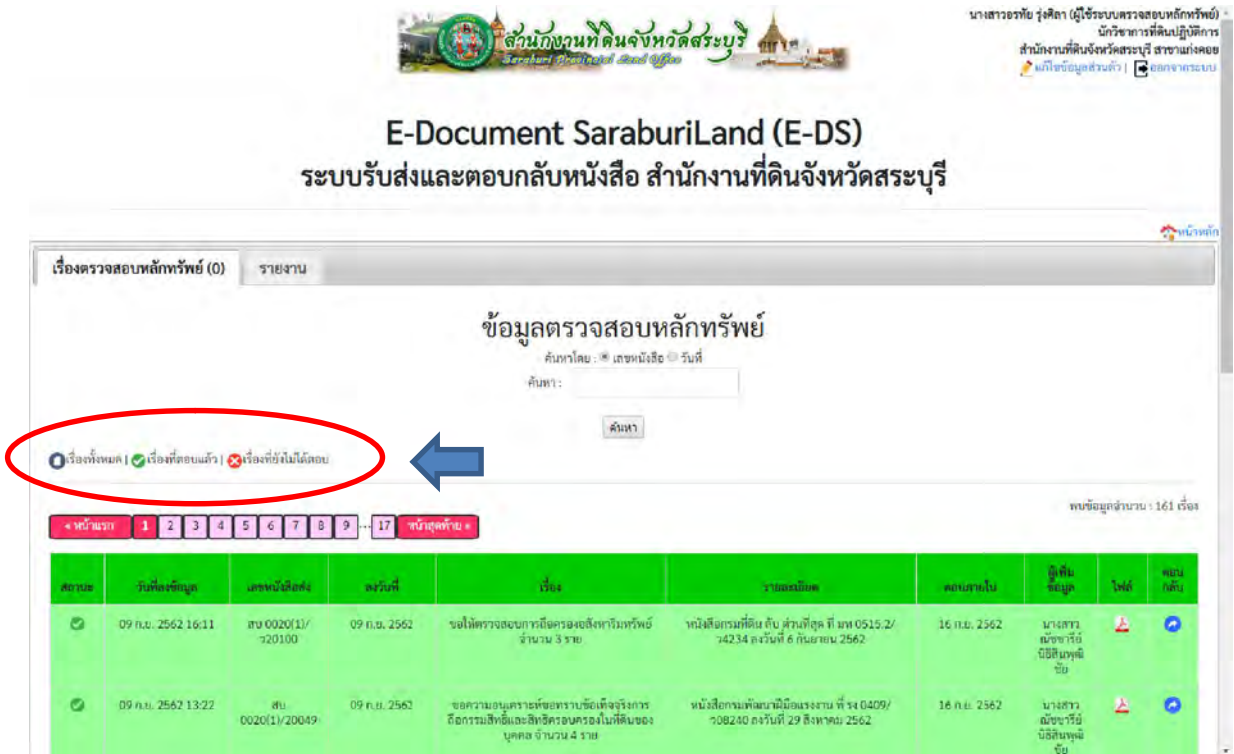 สำนักงานที่ดินจังหวัดสระบุรี
Saraburi Provincial Land Office
นางสาวอรทัย รุ่งศิลา (ผู้ใช้ระบบตรวจสอบหลักทรัพย์)
นักวิชาการที่ดินปฏิบัติการ
สำนักงานที่ดินจังหวัดสระบุรี สาขาแก่งคอย
แก้ไขข้อมูลส่วนตัว | ออกจากระบบ
E-Document SaraburiLand (E-DS)
ระบบรับส่งและตอบกลับหนังสือ สำนักงานที่ดินจังหวัดสระบุรี
หน้าหลัก
เรื่องตรวจสอบหลักทรัพย์ (0) รายงาน
ข้อมูลตรวจสอบหลักทรัพย์
ค้นหาโดย : เลขหนังสือ วันที่
ค้นหา :
ค้นหา
เรื่องทั้งหมด | เรื่องที่ตอบแล้ว | เรื่องที่ยังไม่ได้ตอบ
พบข้อมูลจำนวน : 161 เรื่อง
« หน้าแรก 1 2 3 4 5 6 7 8 9 ... 17 หน้าสุดท้าย »
สถานะ วันที่ลงข้อมูล เลขหนังสือส่ง ลงวันที่ เรื่อง รายละเอียด ตอบภายใน ผู้เพิ่มข้อมูล ไฟล์ ตอบกลับ
09 ก.ย. 2562 16:11 สบ 0020(1)/ว20100 09 ก.ย. 2562 ขอให้ตรวจสอบการถือครองอสังหาริมทรัพย์ จำนวน 3 ราย หนังสือกรมที่ดิน ลับ ด่วนที่สุด ที่ มท 0515.2/ว4234 ลงวันที่ 6 กันยายน 2562 16 ก.ย. 2562 นางสาว
09 ก.ย. 2562 13:22 สบ 0020(1)/20049 09 ก.ย. 2562 ขอความอนุเคราะห์ขอทราบข้อเท็จจริงการถือกรรมสิทธิ์และสิทธิครอบครองในที่ดินของบุคคล จำนวน 4 ราย หนังสือกรมพัฒนาฝีมือแรงงาน ที่ รง 0409/ว08240 ลงวันที่ 29 สิงหาคม 2562 16 ก.ย. 2562 นางสาว